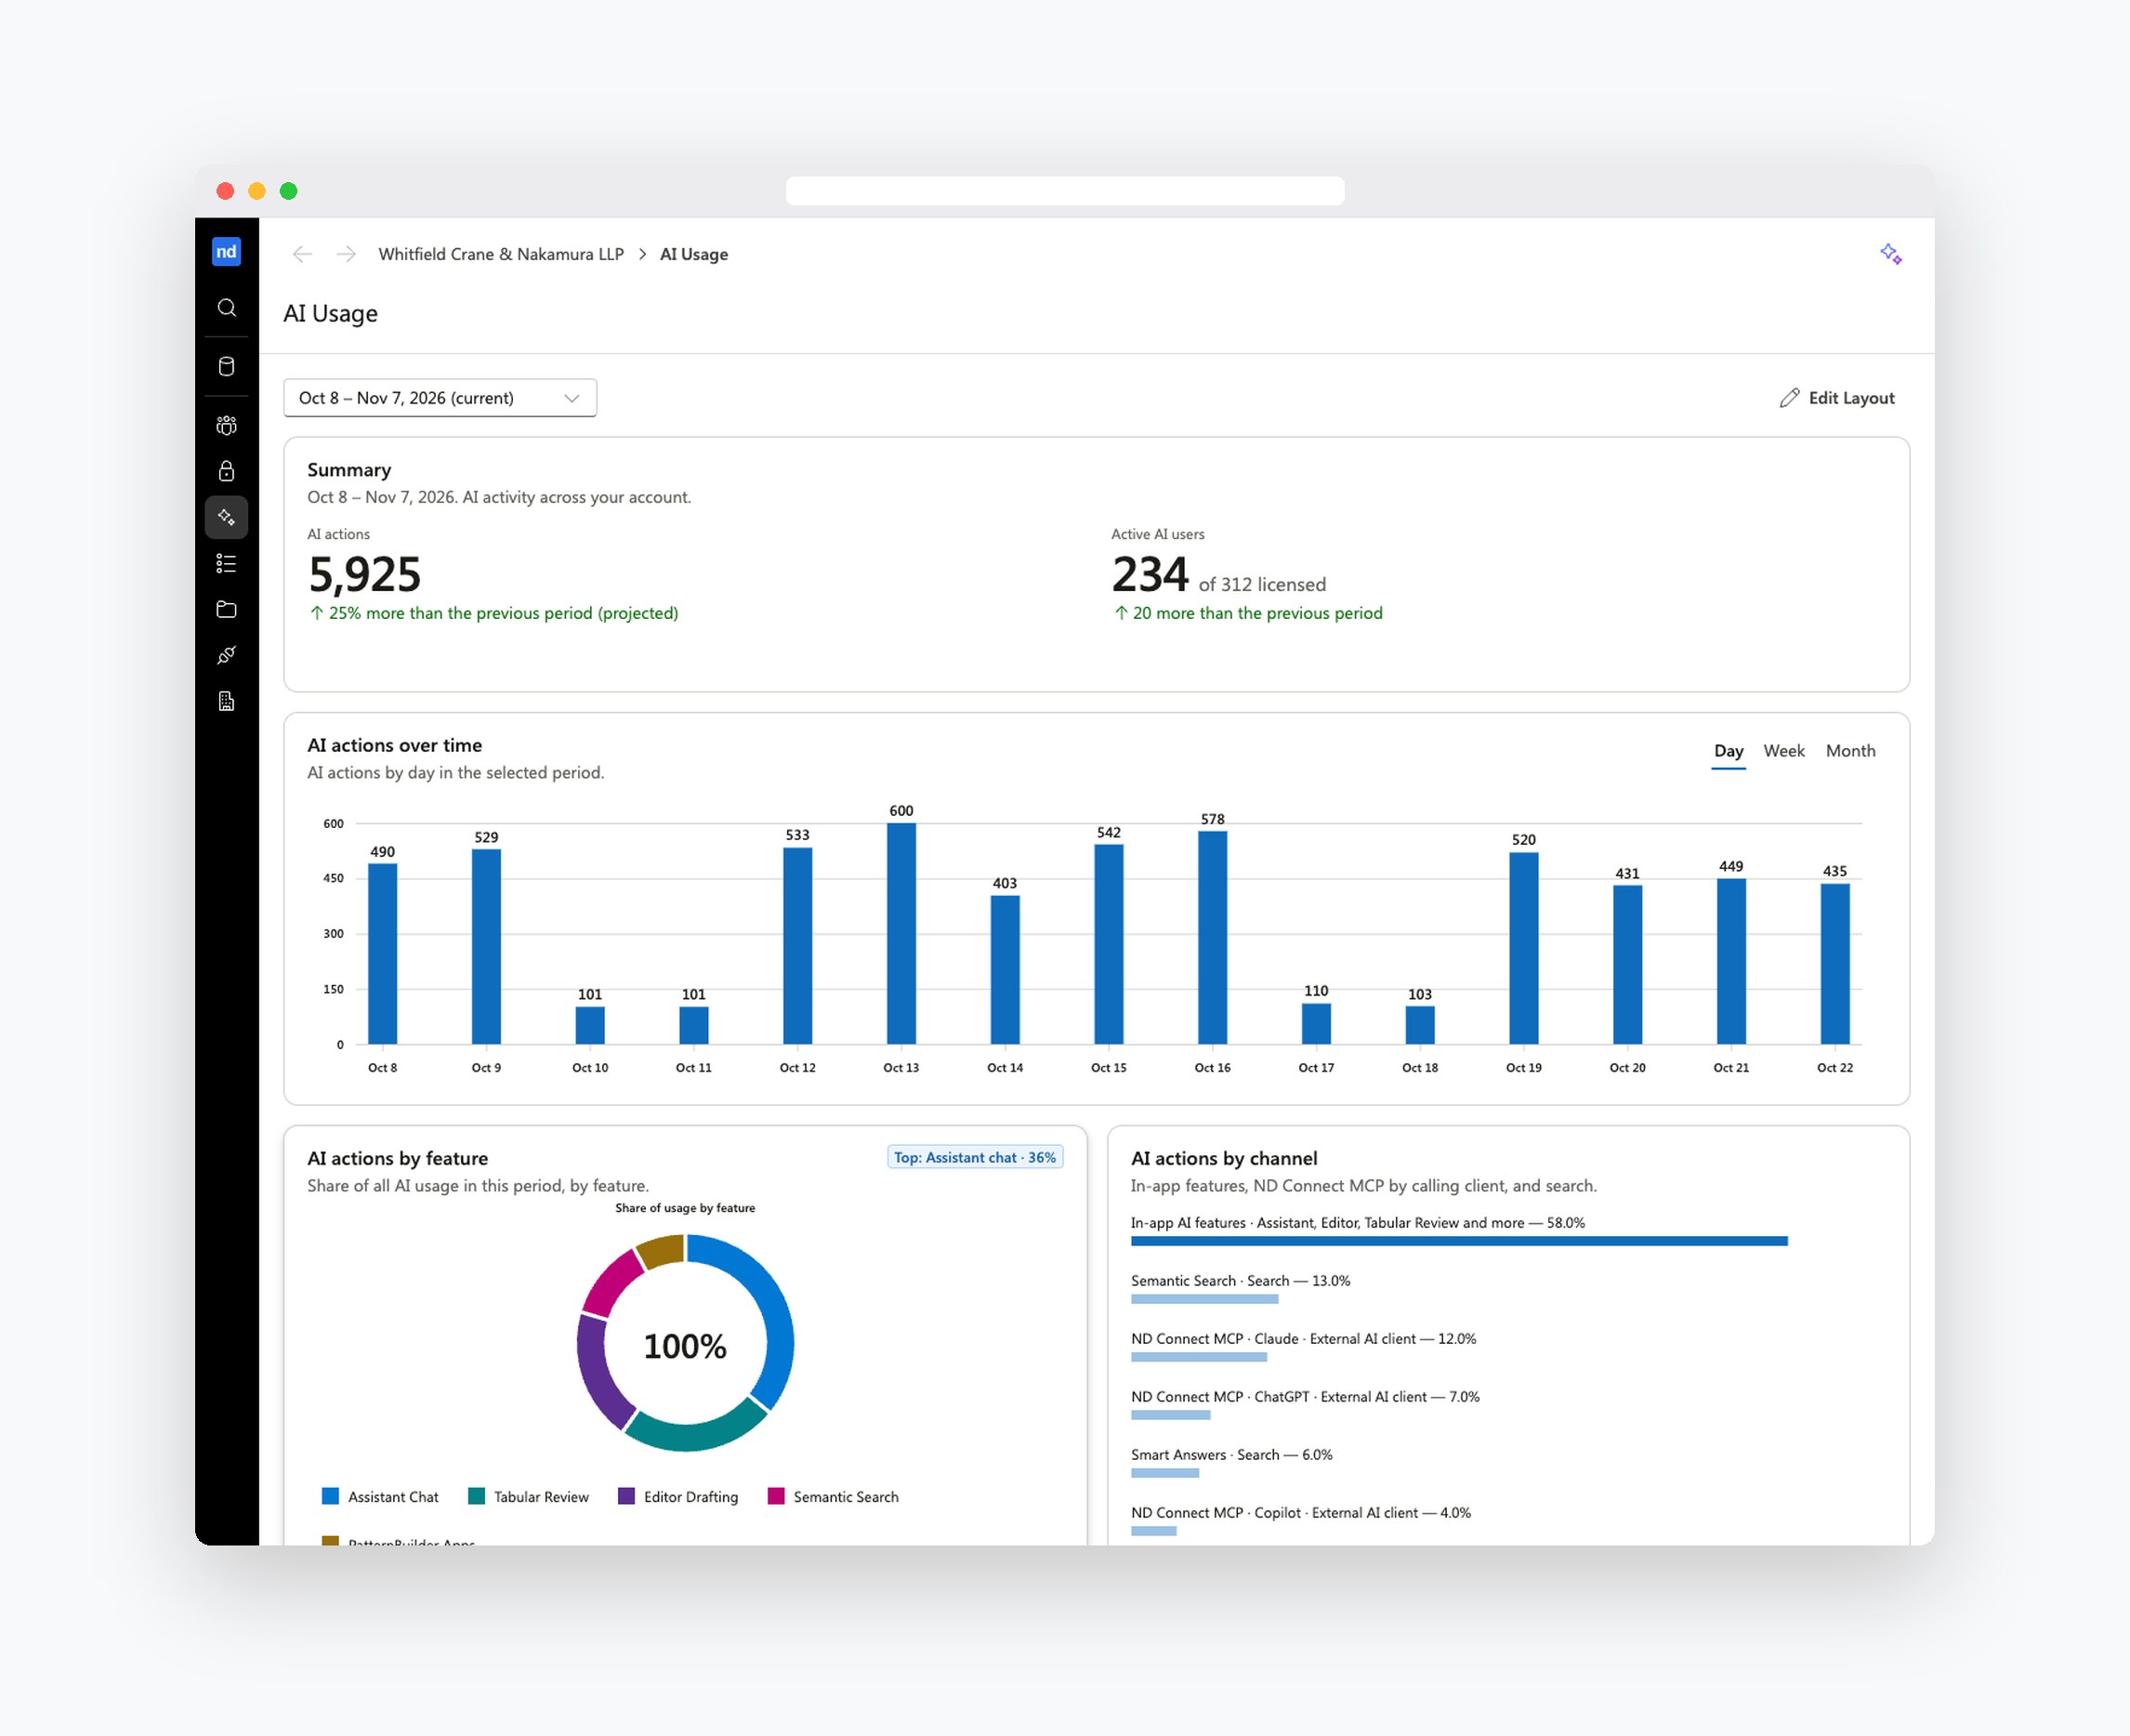 nd
Whitfield Crane & Nakamura LLP > AI Usage
AI Usage
Oct 8 – Nov 7, 2026 (current)
Edit Layout
Summary
Oct 8 – Nov 7, 2026. AI activity across your account.
AI actions
5,925
↑ 25% more than the previous period (projected)
Active AI users
234 of 312 licensed
↑ 20 more than the previous period
AI actions over time
AI actions by day in the selected period.
Day Week Month
600
450
300
150
0
490
529
101
101
533
600
403
542
578
110
103
520
431
449
435
Oct 8
Oct 9
Oct 10
Oct 11
Oct 12
Oct 13
Oct 14
Oct 15
Oct 16
Oct 17
Oct 18
Oct 19
Oct 20
Oct 21
Oct 22
AI actions by feature
Top: Assistant chat · 36%
Share of all AI usage in this period, by feature.
Share of usage by feature
100%
Assistant Chat
Tabular Review
Editor Drafting
Semantic Search
PatternBuilder Apps
AI actions by channel
In-app features, ND Connect MCP by calling client, and search.
In-app AI features · Assistant, Editor, Tabular Review and more — 58.0%
Semantic Search · Search — 13.0%
ND Connect MCP · Claude · External AI client — 12.0%
ND Connect MCP · ChatGPT · External AI client — 7.0%
Smart Answers · Search — 6.0%
ND Connect MCP · Copilot · External AI client — 4.0%